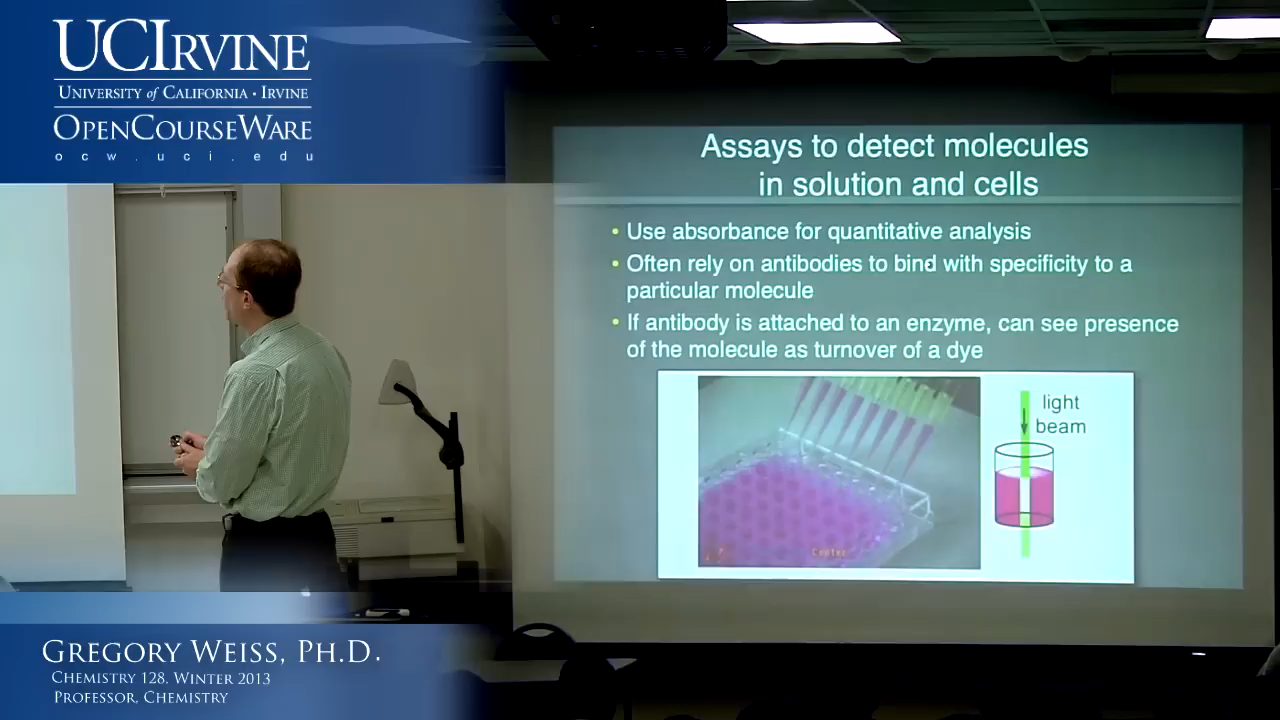 UCIRVINE
UNIVERSITY of CALIFORNIA • IRVINE
OPENCOURSEWARE
ocw.uci.edu
Assays to detect molecules
in solution and cells
• Use absorbance for quantitative analysis
• Often rely on antibodies to bind with specificity to a
particular molecule
• If antibody is attached to an enzyme, can see presence
of the molecule as turnover of a dye
light
beam
GREGORY WEISS, PH.D.
CHEMISTRY 128, WINTER 2013
PROFESSOR, CHEMISTRY